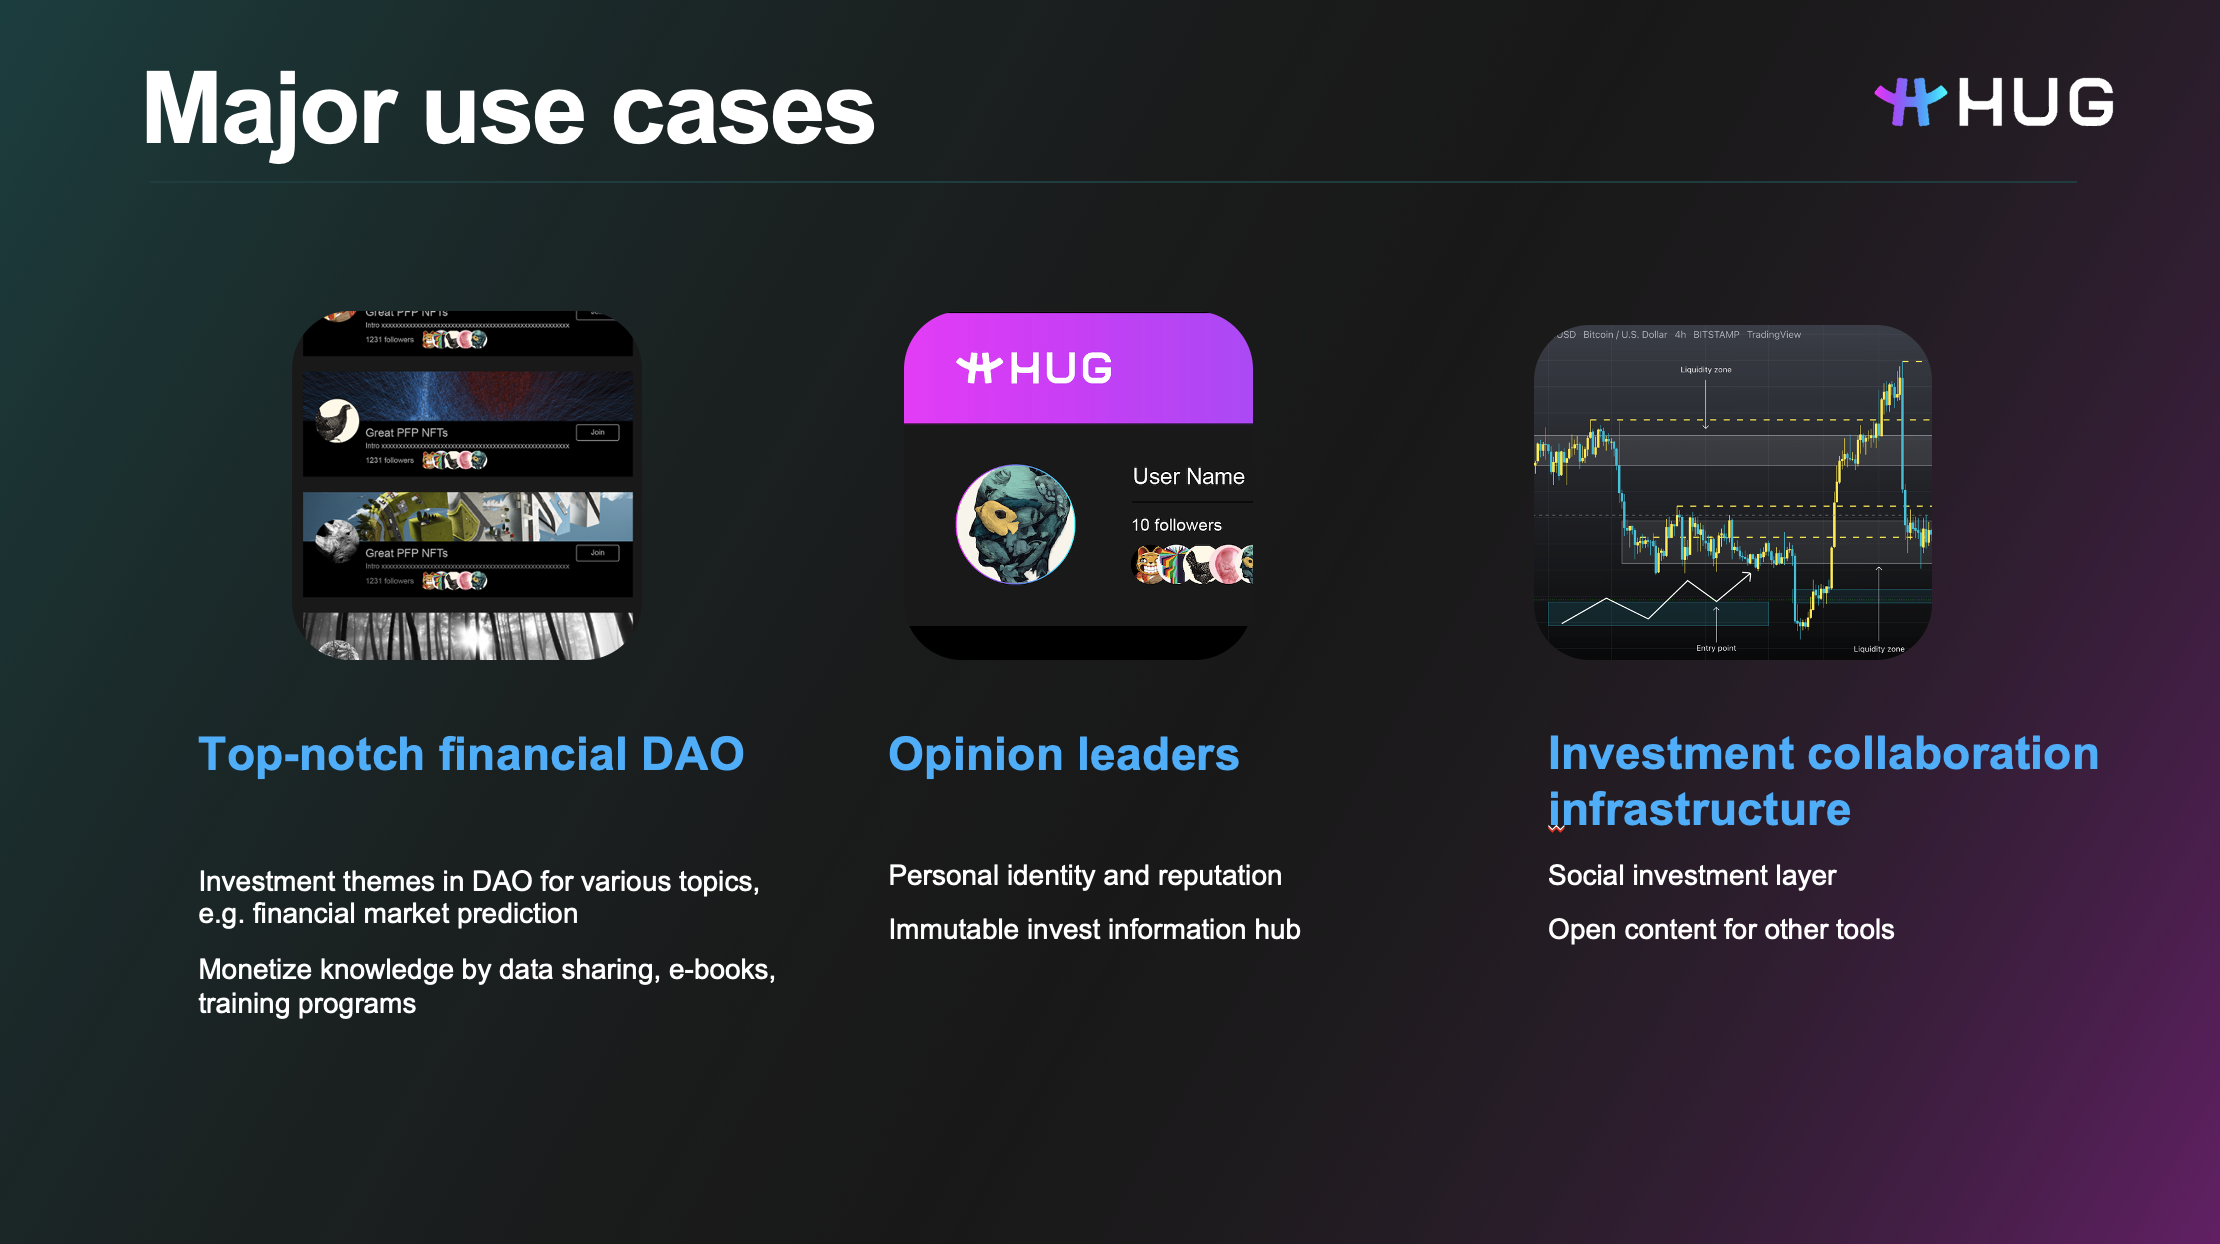 Major use cases
HUG
Great PFP NFTs
Intro xxxxxxxxxxxxxxxxxxxxxxxxxxxxxxxxxxxxxxxxxxxxxxxxxxxxxx
1231 followers
Great PFP NFTs
Join
Intro xxxxxxxxxxxxxxxxxxxxxxxxxxxxxxxxxxxxxxxxxxxxxxxxxxxxxx
1231 followers
Great PFP NFTs
Join
Intro xxxxxxxxxxxxxxxxxxxxxxxxxxxxxxxxxxxxxxxxxxxxxxxxxxxxxx
1231 followers
HUG
User Name
10 followers
USD Bitcoin / U.S. Dollar 4h BITSTAMP TradingView
Liquidity zone
Entry point
Liquidity zone
Top-notch financial DAO
Investment themes in DAO for various topics,
e.g. financial market prediction
Monetize knowledge by data sharing, e-books,
training programs
Opinion leaders
Personal identity and reputation
Immutable invest information hub
Investment collaboration
infrastructure
Social investment layer
Open content for other tools